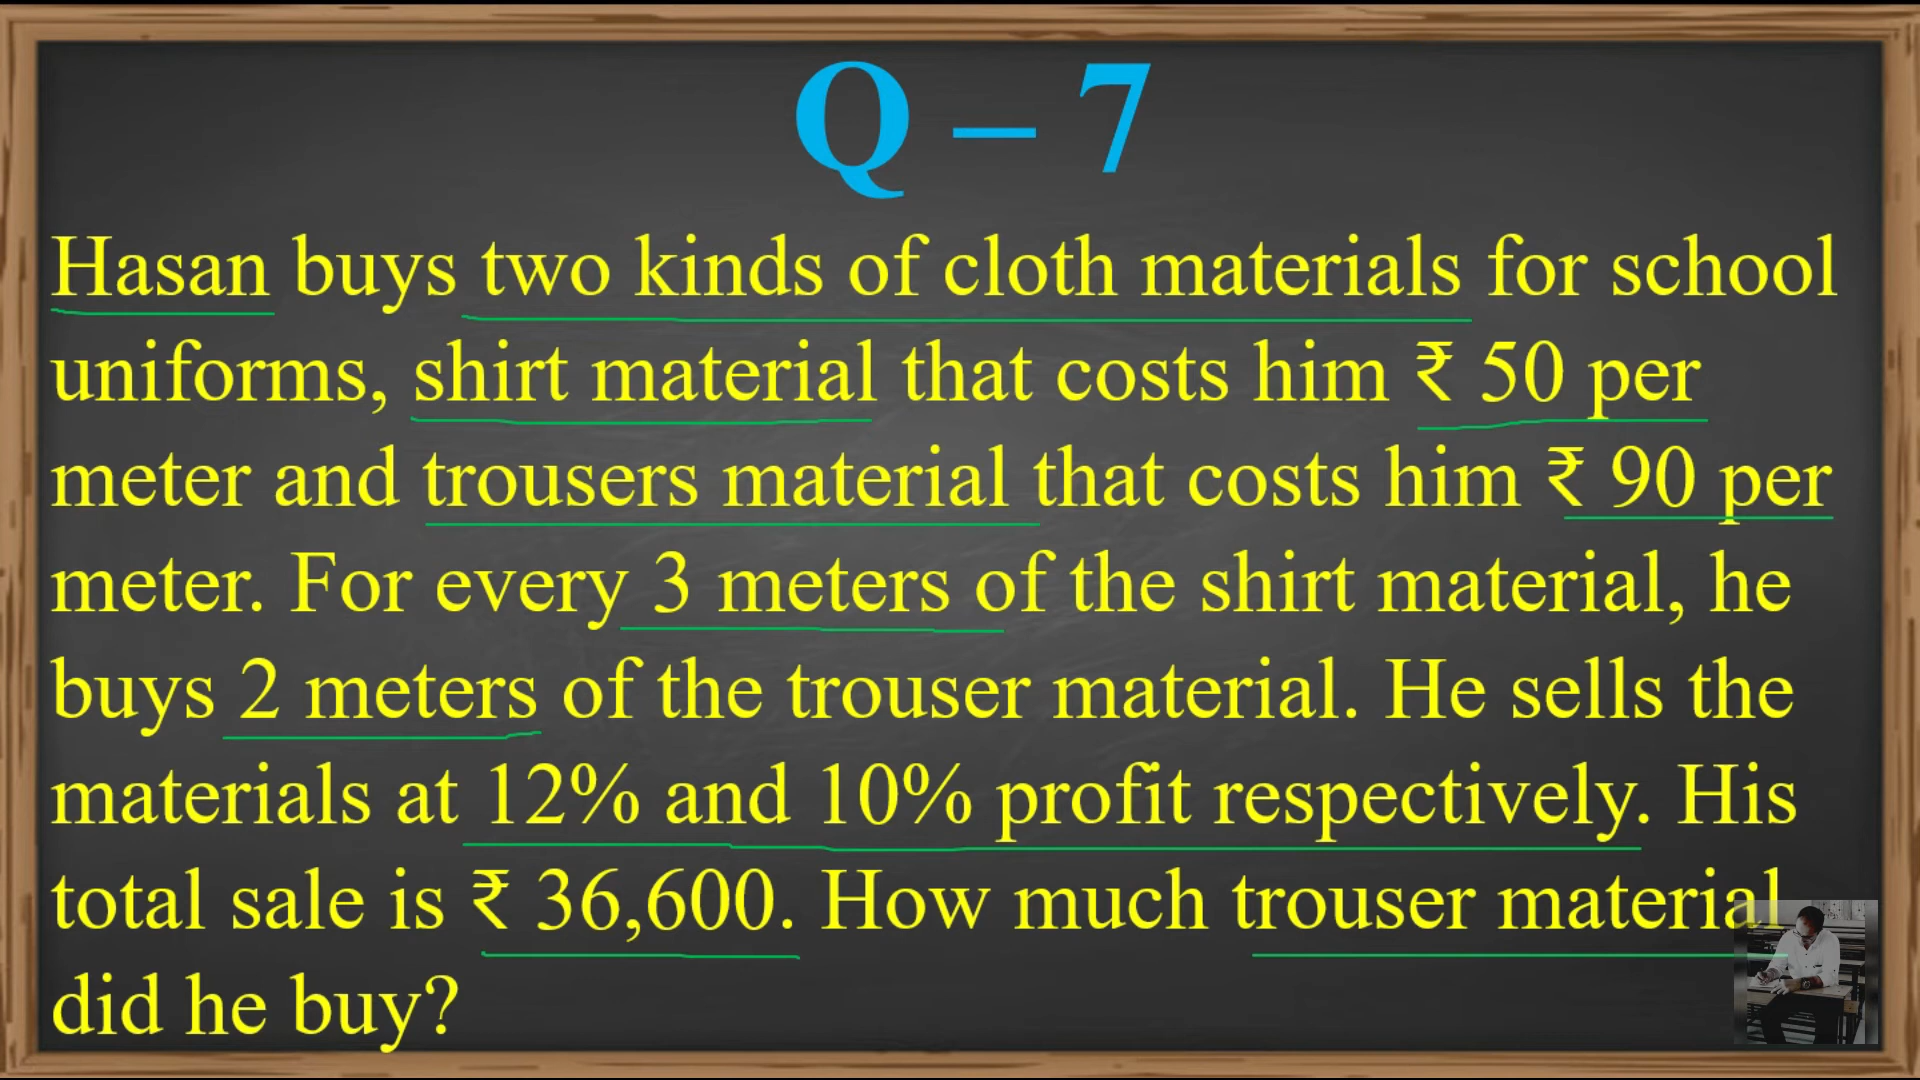 Q – 7
Hasan buys two kinds of cloth materials for school
uniforms, shirt material that costs him ₹ 50 per
meter and trousers material that costs him ₹ 90 per
meter. For every 3 meters of the shirt material, he
buys 2 meters of the trouser material. He sells the
materials at 12% and 10% profit respectively. His
total sale is ₹ 36,600. How much trouser material
did he buy?